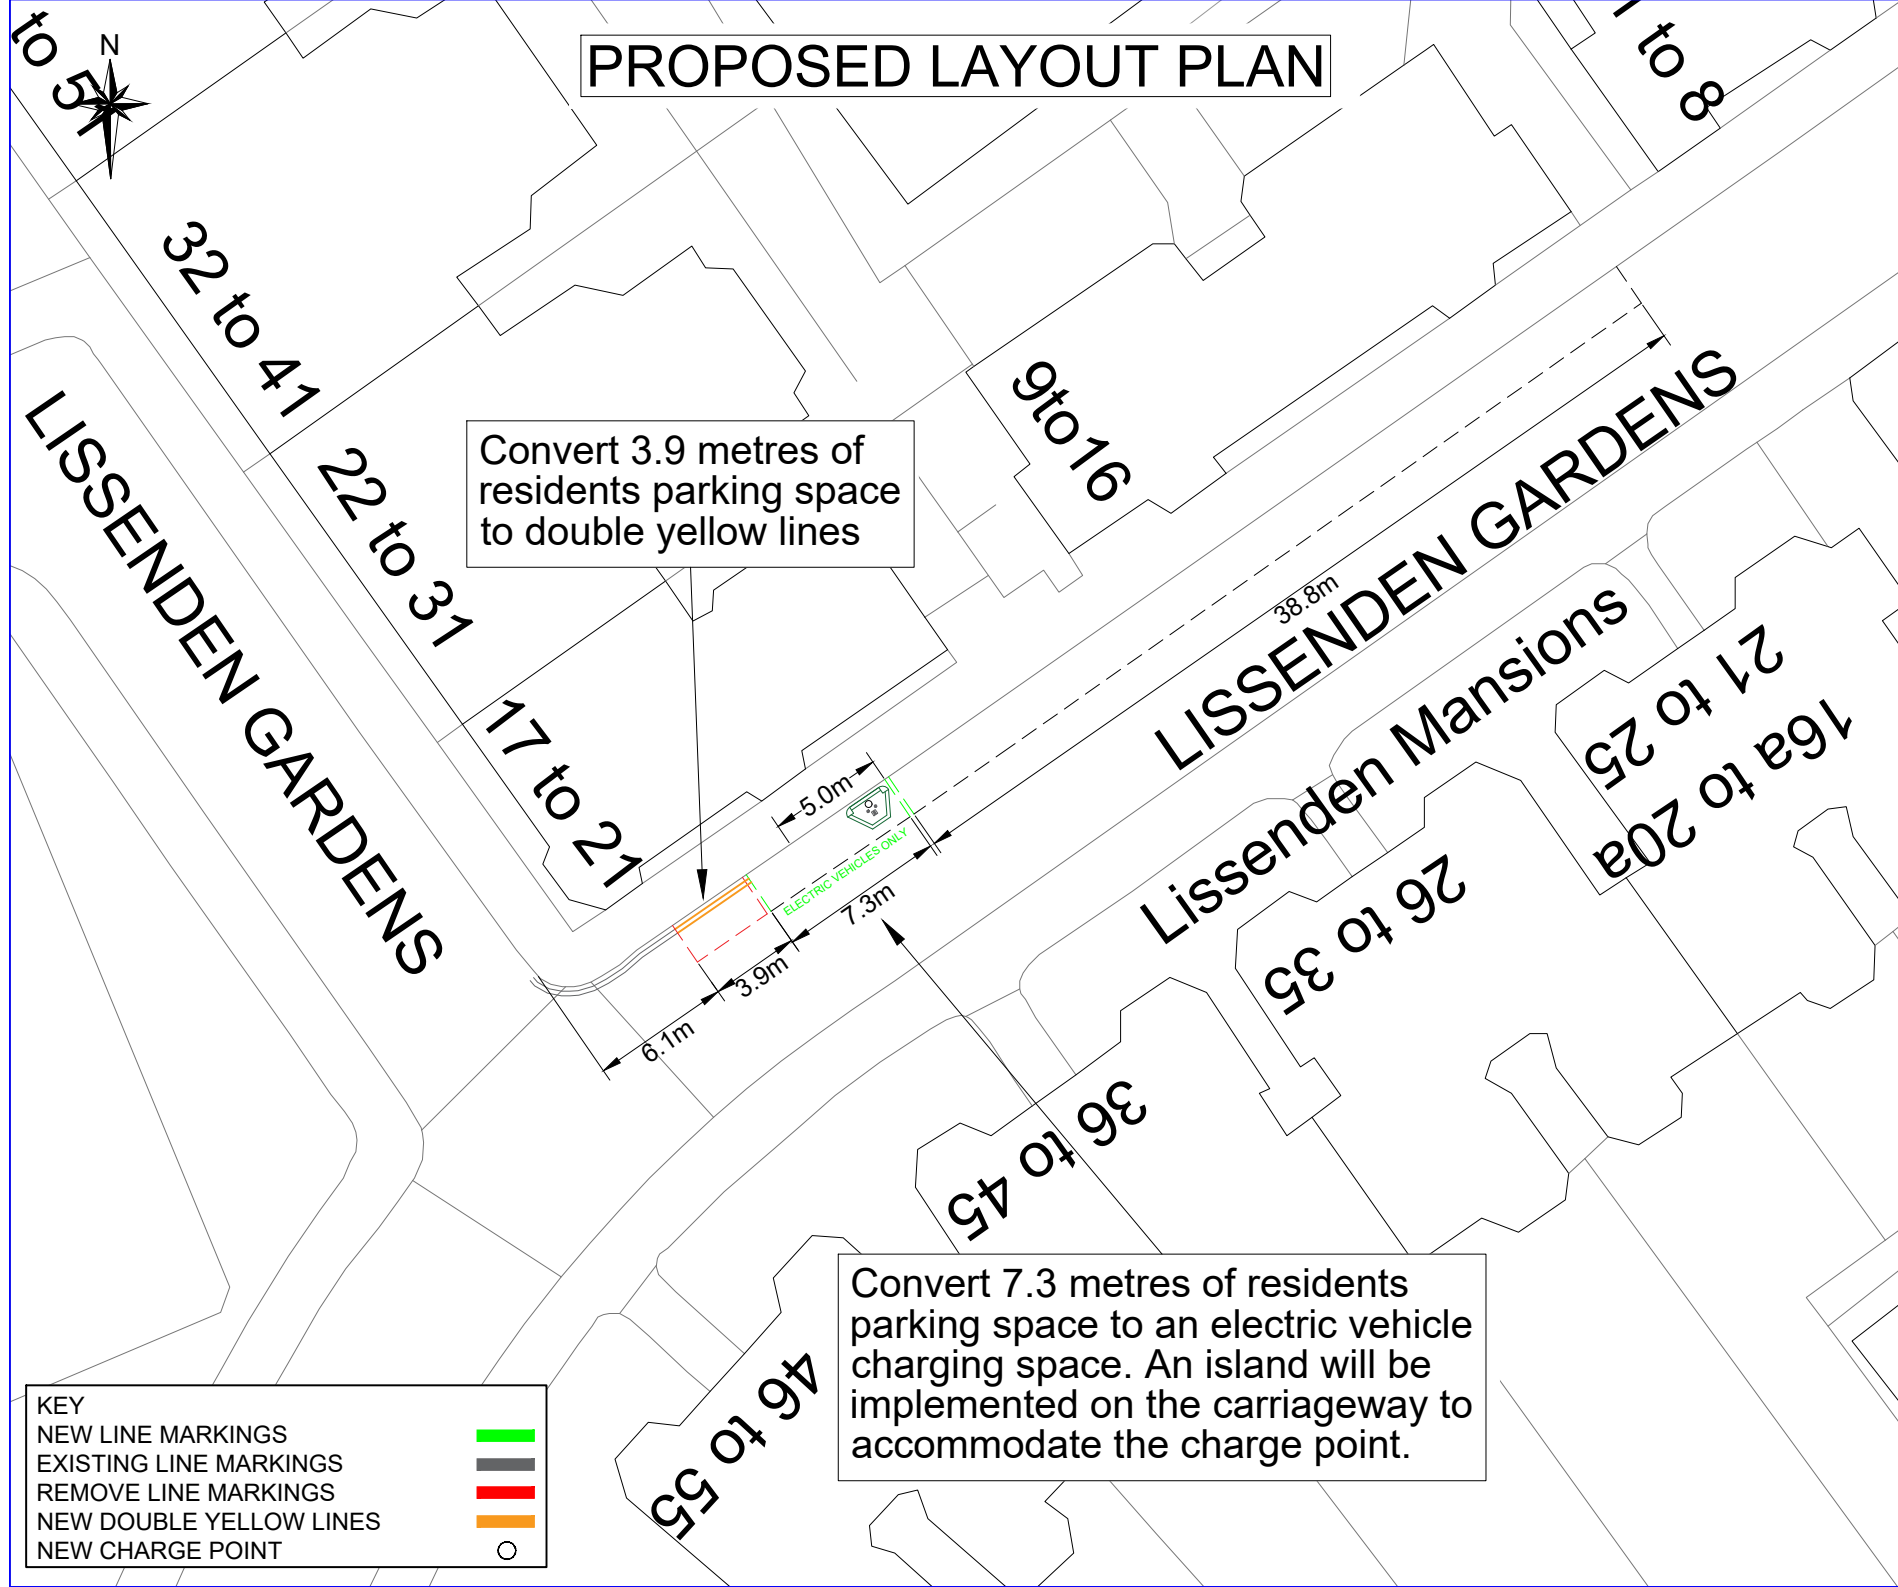 PROPOSED LAYOUT PLAN
N
to 51
to 8
32 to 41
22 to 31
17 to 21
9to16
LISSENDEN GARDENS
LISSENDEN GARDENS
Lissenden Mansions
21 to 25
16a to 20a
26 to 35
36 to 45
46 to 55
Convert 3.9 metres of
residents parking space
to double yellow lines
38.8m
5.0m
ELECTRIC VEHICLES ONLY
7.3m
3.9m
6.1m
Convert 7.3 metres of residents
parking space to an electric vehicle
charging space. An island will be
implemented on the carriageway to
accommodate the charge point.
KEY
NEW LINE MARKINGS
EXISTING LINE MARKINGS
REMOVE LINE MARKINGS
NEW DOUBLE YELLOW LINES
NEW CHARGE POINT